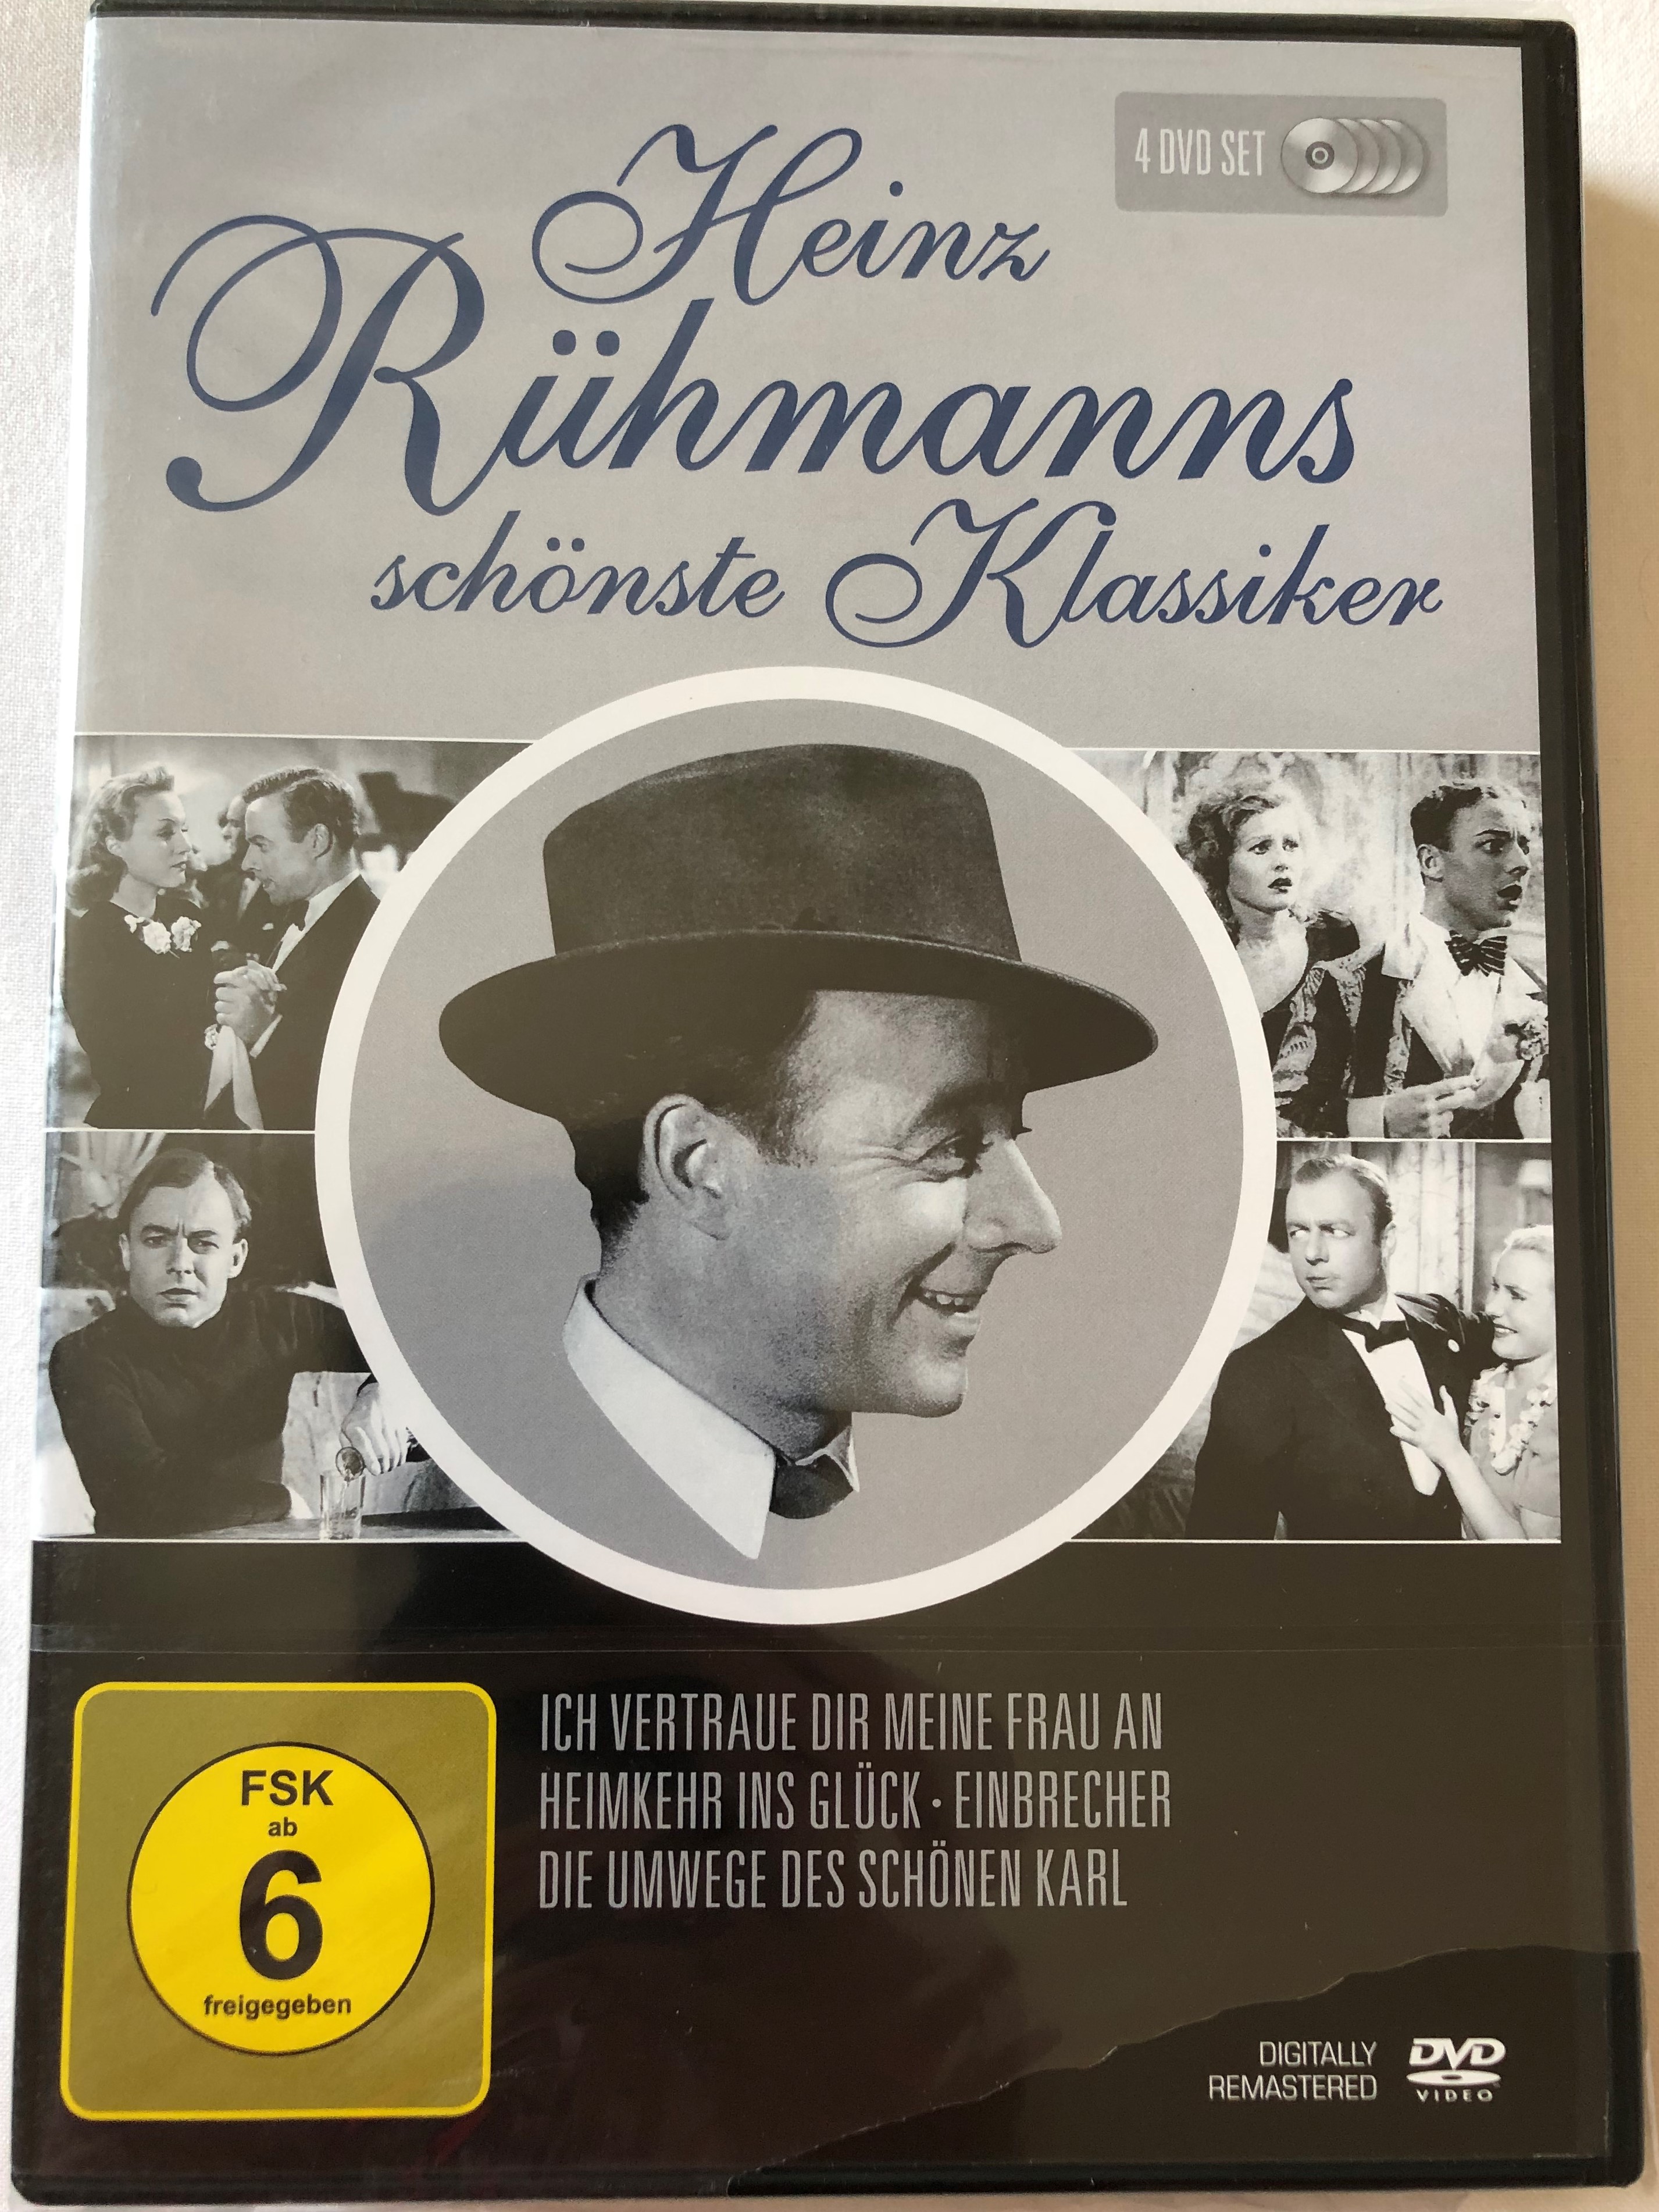 4 DVD SET
Heinz
Rühmanns
schönste Klassiker
ICH VERTRAUE DIR MEINE FRAU AN
HEIMKEHR INS GLÜCK · EINBRECHER
DIE UMWEGE DES SCHÖNEN KARL
FSK
ab
6
freigegeben
DIGITALLY
REMASTERED
DVD
VIDEO